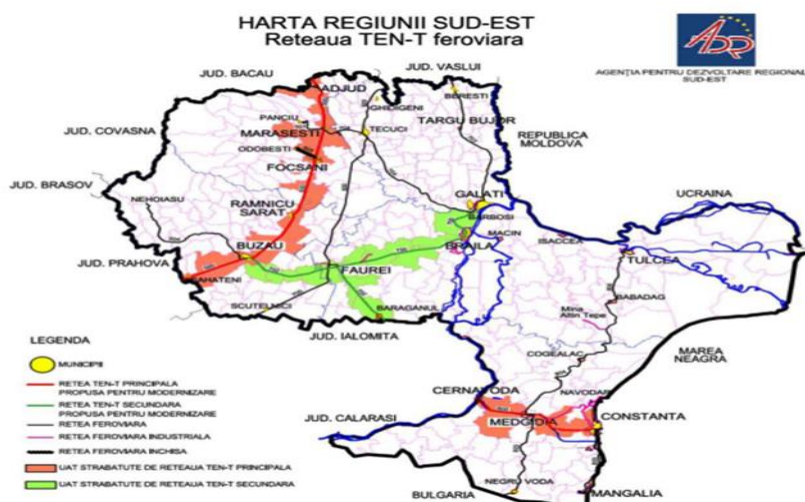 HARTA REGIUNII SUD-EST
Reteaua TEN-T feroviara
ADR
AGENȚIA PENTRU DEZVOLTARE REGIONALĂ
SUD-EST
JUD. BACAU
JUD. VASLUI
ADJUD
GHIDIGENI
BERESTI
PANCIU
MARASESTI
TECUCI
TARGU BUJOR
JUD. COVASNA
ODOBESTI
REPUBLICA
MOLDOVA
FOCSANI
JUD. BRASOV
NEHOIASU
GALATI
UCRAINA
RAMNICU
SARAT
BARBOSI
MACIN
BRAILA
ISACCEA
BUZAU
TULCEA
JUD. PRAHOVA
FAUREI
BABADAG
SCUTELNICI
BARAGANUL
Mina
Altin Tepe
JUD. IALOMITA
COGEALAC
MAREA
NEAGRA
CERNAVODA
NAVODARI
JUD. CALARASI
MEDGIDIA
CONSTANTA
NEGRU VODA
BULGARIA
MANGALIA
LEGENDA
MUNICIPII
RETEA TEN-T PRINCIPALA
PROPUSA PENTRU MODERNIZARE
RETEA TEN-T SECUNDARA
PROPUSA PENTRU MODERNIZARE
RETEA FEROVIARA
RETEA FEROVIARA INDUSTRIALA
RETEA FEROVIARA INCHISA
UAT STRABATUTE DE RETEAUA TEN-T PRINCIPALA
UAT STRABATUTE DE RETEAUA TEN-T SECUNDARA